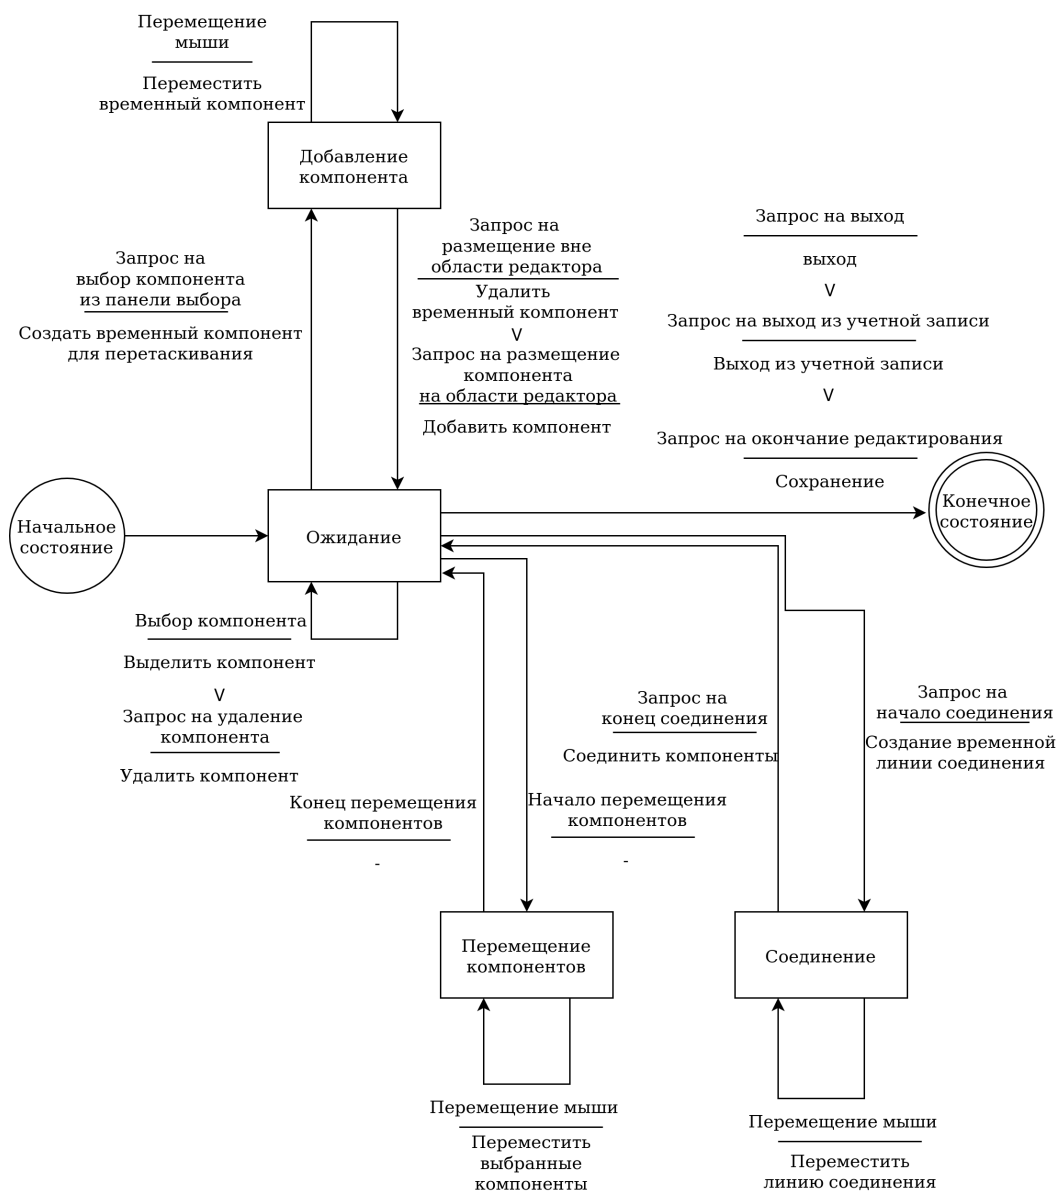 Перемещение
мыши
Переместить
временный компонент
Добавление
компонента
Запрос на
выбор компонента
из панели выбора
Создать временный компонент
для перетаскивания
Запрос на
размещение вне
области редактора
Удалить
временный компонент
V
Запрос на размещение
компонента
на области редактора
Добавить компонент
Запрос на выход
выход
V
Запрос на выход из учетной записи
Выход из учетной записи
V
Запрос на окончание редактирования
Сохранение
Начальное
состояние
Ожидание
Конечное
состояние
Выбор компонента
Выделить компонент
V
Запрос на удаление
компонента
Удалить компонент
Конец перемещения
компонентов
-
Начало перемещения
компонентов
-
Запрос на
конец соединения
Соединить компоненты
Запрос на
начало соединения
Создание временной
линии соединения
Перемещение
компонентов
Соединение
Перемещение мыши
Переместить
выбранные
компоненты
Перемещение мыши
Переместить
линию соединения